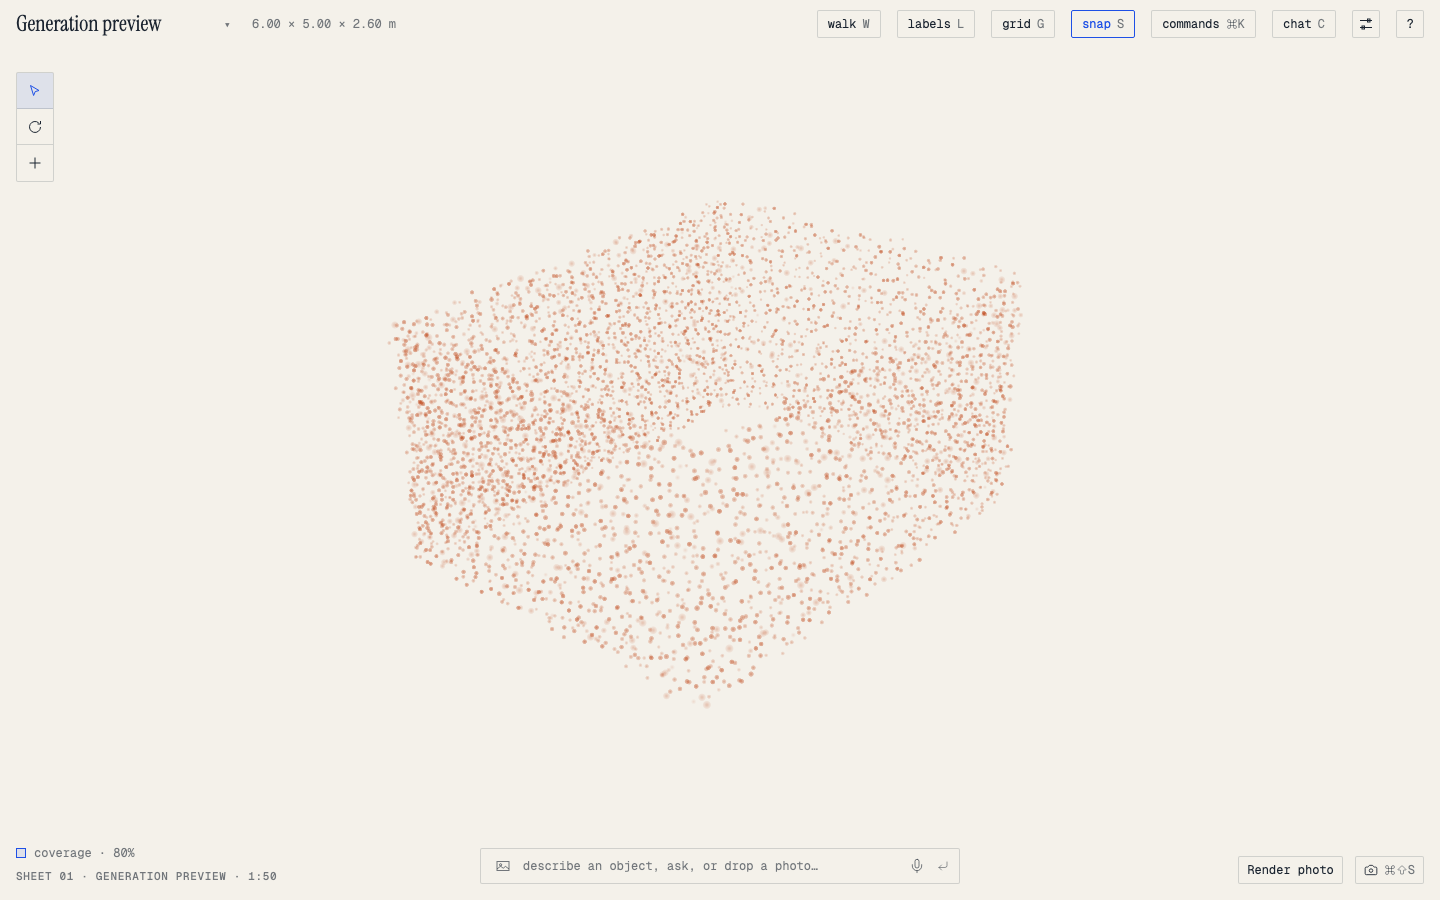 Generation preview ▾ 6.00 × 5.00 × 2.60 m
walk W labels L grid G snap S commands ⌘K chat C ?
coverage · 80%
SHEET 01 · GENERATION PREVIEW · 1:50
describe an object, ask, or drop a photo…
Render photo ⌘⇧S